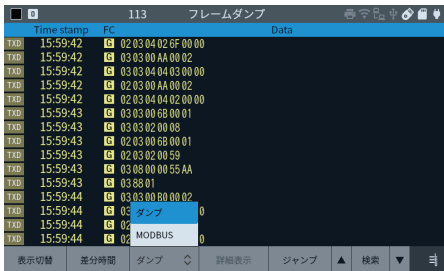 0 113 フレームダンプ
Time stamp FC Data
TXD 15:59:42 G 02 03 04 02 6F 00 00
TXD 15:59:42 G 03 03 00 AA 00 02
TXD 15:59:42 G 03 03 04 04 03 00 00
TXD 15:59:42 G 02 03 00 AA 00 02
TXD 15:59:42 G 02 03 04 04 02 00 00
TXD 15:59:43 G 03 03 00 6B 00 01
TXD 15:59:43 G 03 03 02 00 08
TXD 15:59:43 G 02 03 00 6B 00 01
TXD 15:59:43 G 02 03 02 00 59
TXD 15:59:43 G 03 08 00 00 55 AA
TXD 15:59:43 G 03 88 01
TXD 15:59:44 G 03 03 00 B0 00 02
TXD 15:59:44 G 03 0
TXD 15:59:44 G 02
TXD 15:59:44 G 02 0
ダンプ
MODBUS
表示切替 差分時間 ダンプ 詳細表示 ジャンプ ▲ 検索 ▼